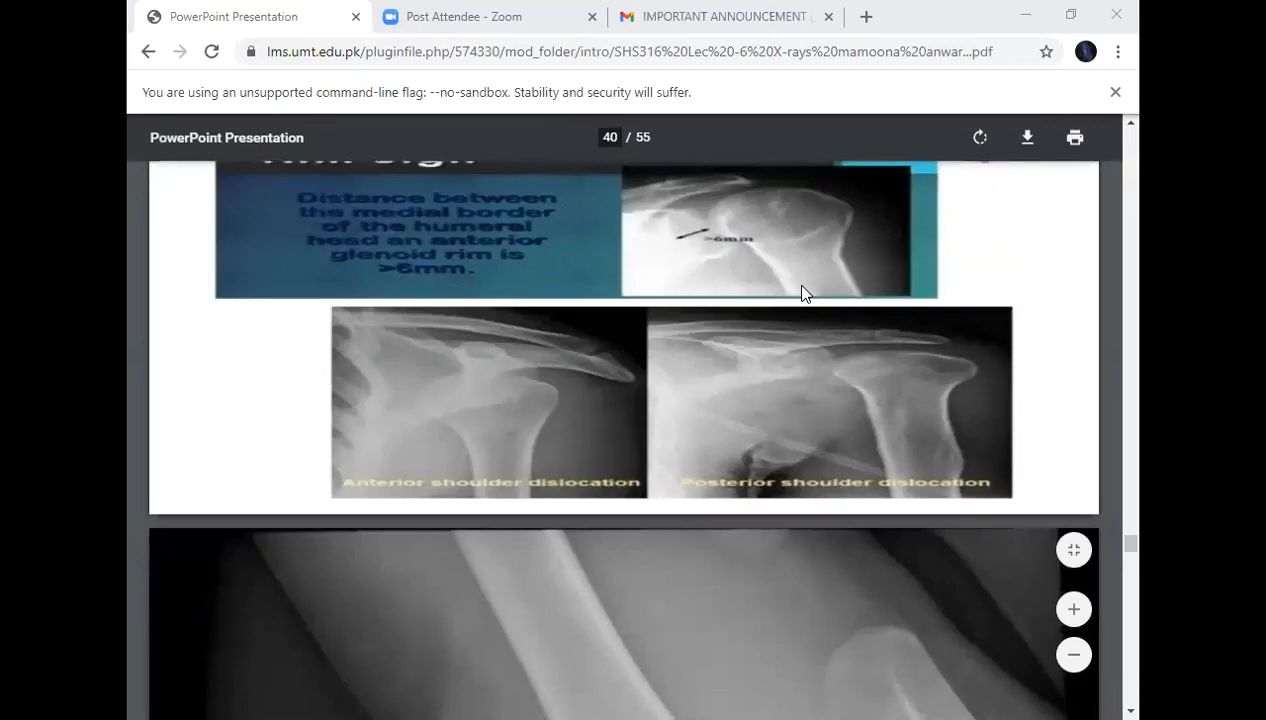 PowerPoint Presentation
Post Attendee - Zoom
IMPORTANT ANNOUNCEMENT
lms.umt.edu.pk/pluginfile.php/574330/mod_folder/intro/SHS316%20Lec%20-6%20X-rays%20mamoona%20anwar...pdf
You are using an unsupported command-line flag: --no-sandbox. Stability and security will suffer.
PowerPoint Presentation
40 / 55
Distance between
the medial border
of the humeral
head an anterior
glenoid rim is
>6mm.
>6mm
Anterior shoulder dislocation
Posterior shoulder dislocation